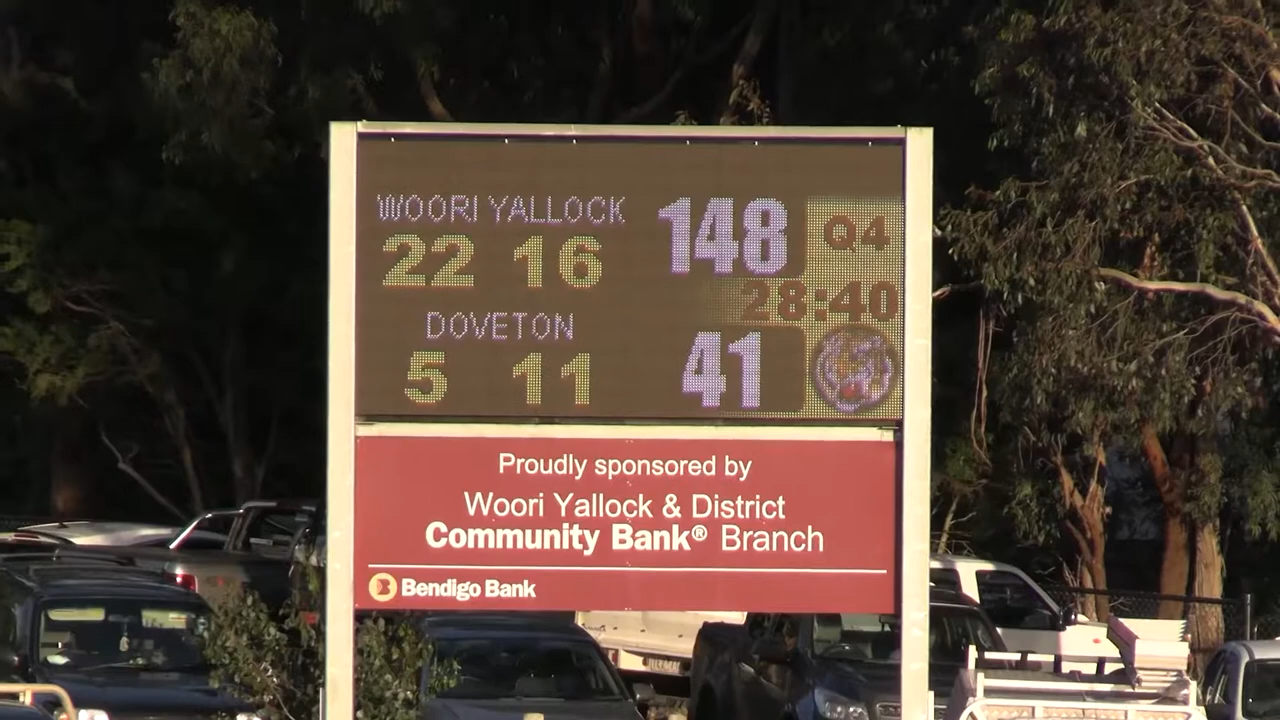 WOORI YALLOCK 148 Q4
22 16
28:40
DOVETON 41
5 11
Proudly sponsored by
Woori Yallock & District
Community Bank® Branch
Bendigo Bank